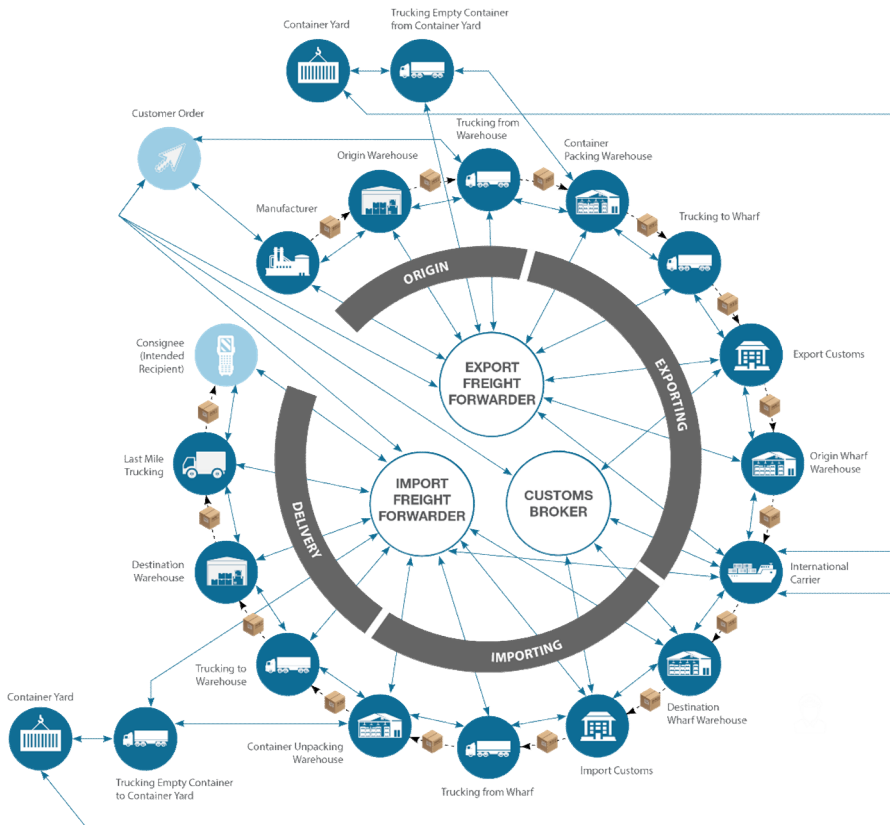 Container Yard
Trucking Empty Container
from Container Yard
Customer Order
Trucking from
Warehouse
Container
Packing Warehouse
Origin Warehouse
Manufacturer
Trucking to Wharf
ORIGIN
Consignee
(Intended
Recipient)
EXPORT
FREIGHT
FORWARDER
EXPORTING
Export Customs
Last Mile
Trucking
IMPORT
FREIGHT
FORWARDER
CUSTOMS
BROKER
Origin Wharf
Warehouse
DELIVERY
Destination
Warehouse
International
Carrier
IMPORTING
Trucking to
Warehouse
Container Yard
Destination
Wharf Warehouse
Container Unpacking
Warehouse
Import Customs
Trucking Empty Container
to Container Yard
Trucking from Wharf